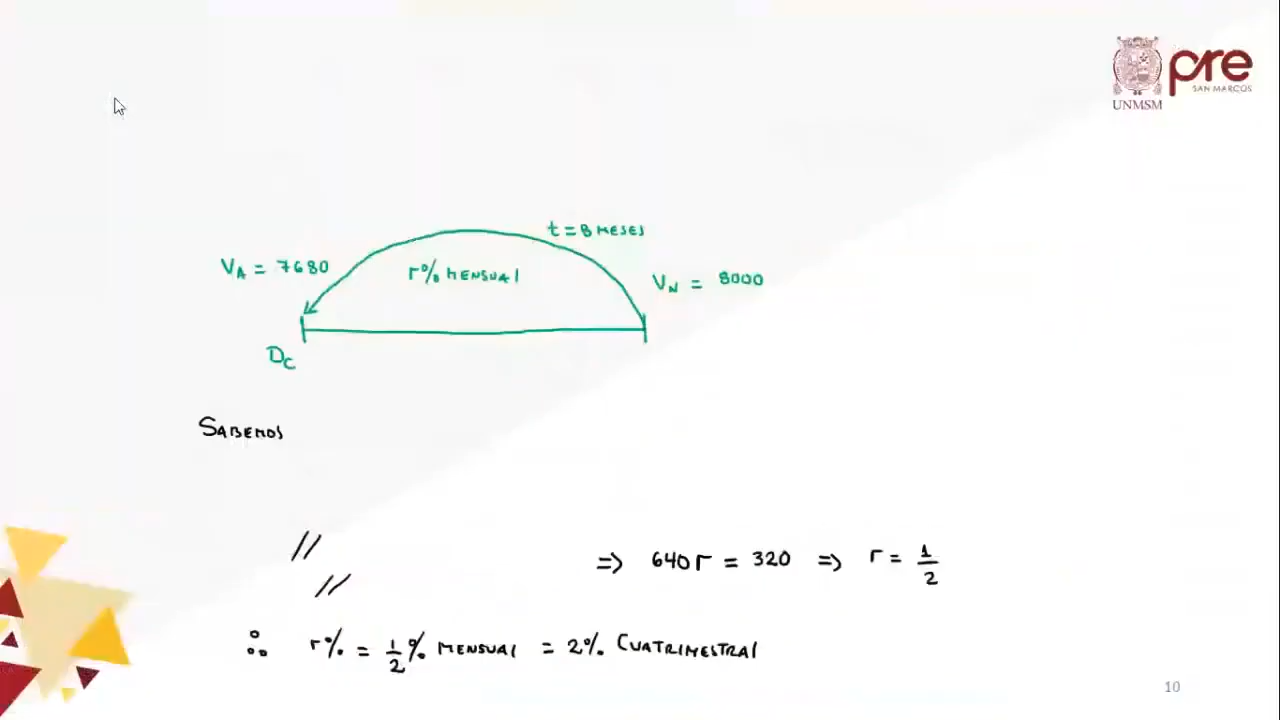 pre
SAN MARCOS
UNMSM
t = 8 MESES
V_A = 7680
r% MENSUAL
V_N = 8000
D_C
SABEMOS
=> 640r = 320 => r = 1/2
∴ r% = 1/2 % MENSUAL = 2% CUATRIMESTRAL
10